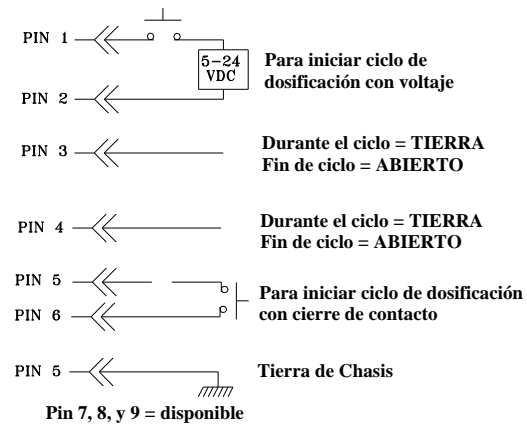 PIN 1
5-24
VDC
Para iniciar ciclo de
dosificación con voltaje
PIN 2
PIN 3
Durante el ciclo = TIERRA
Fin de ciclo = ABIERTO
PIN 4
Durante el ciclo = TIERRA
Fin de ciclo = ABIERTO
PIN 5
PIN 6
Para iniciar ciclo de dosificación
con cierre de contacto
PIN 5
Tierra de Chasis
Pin 7, 8, y 9 = disponible